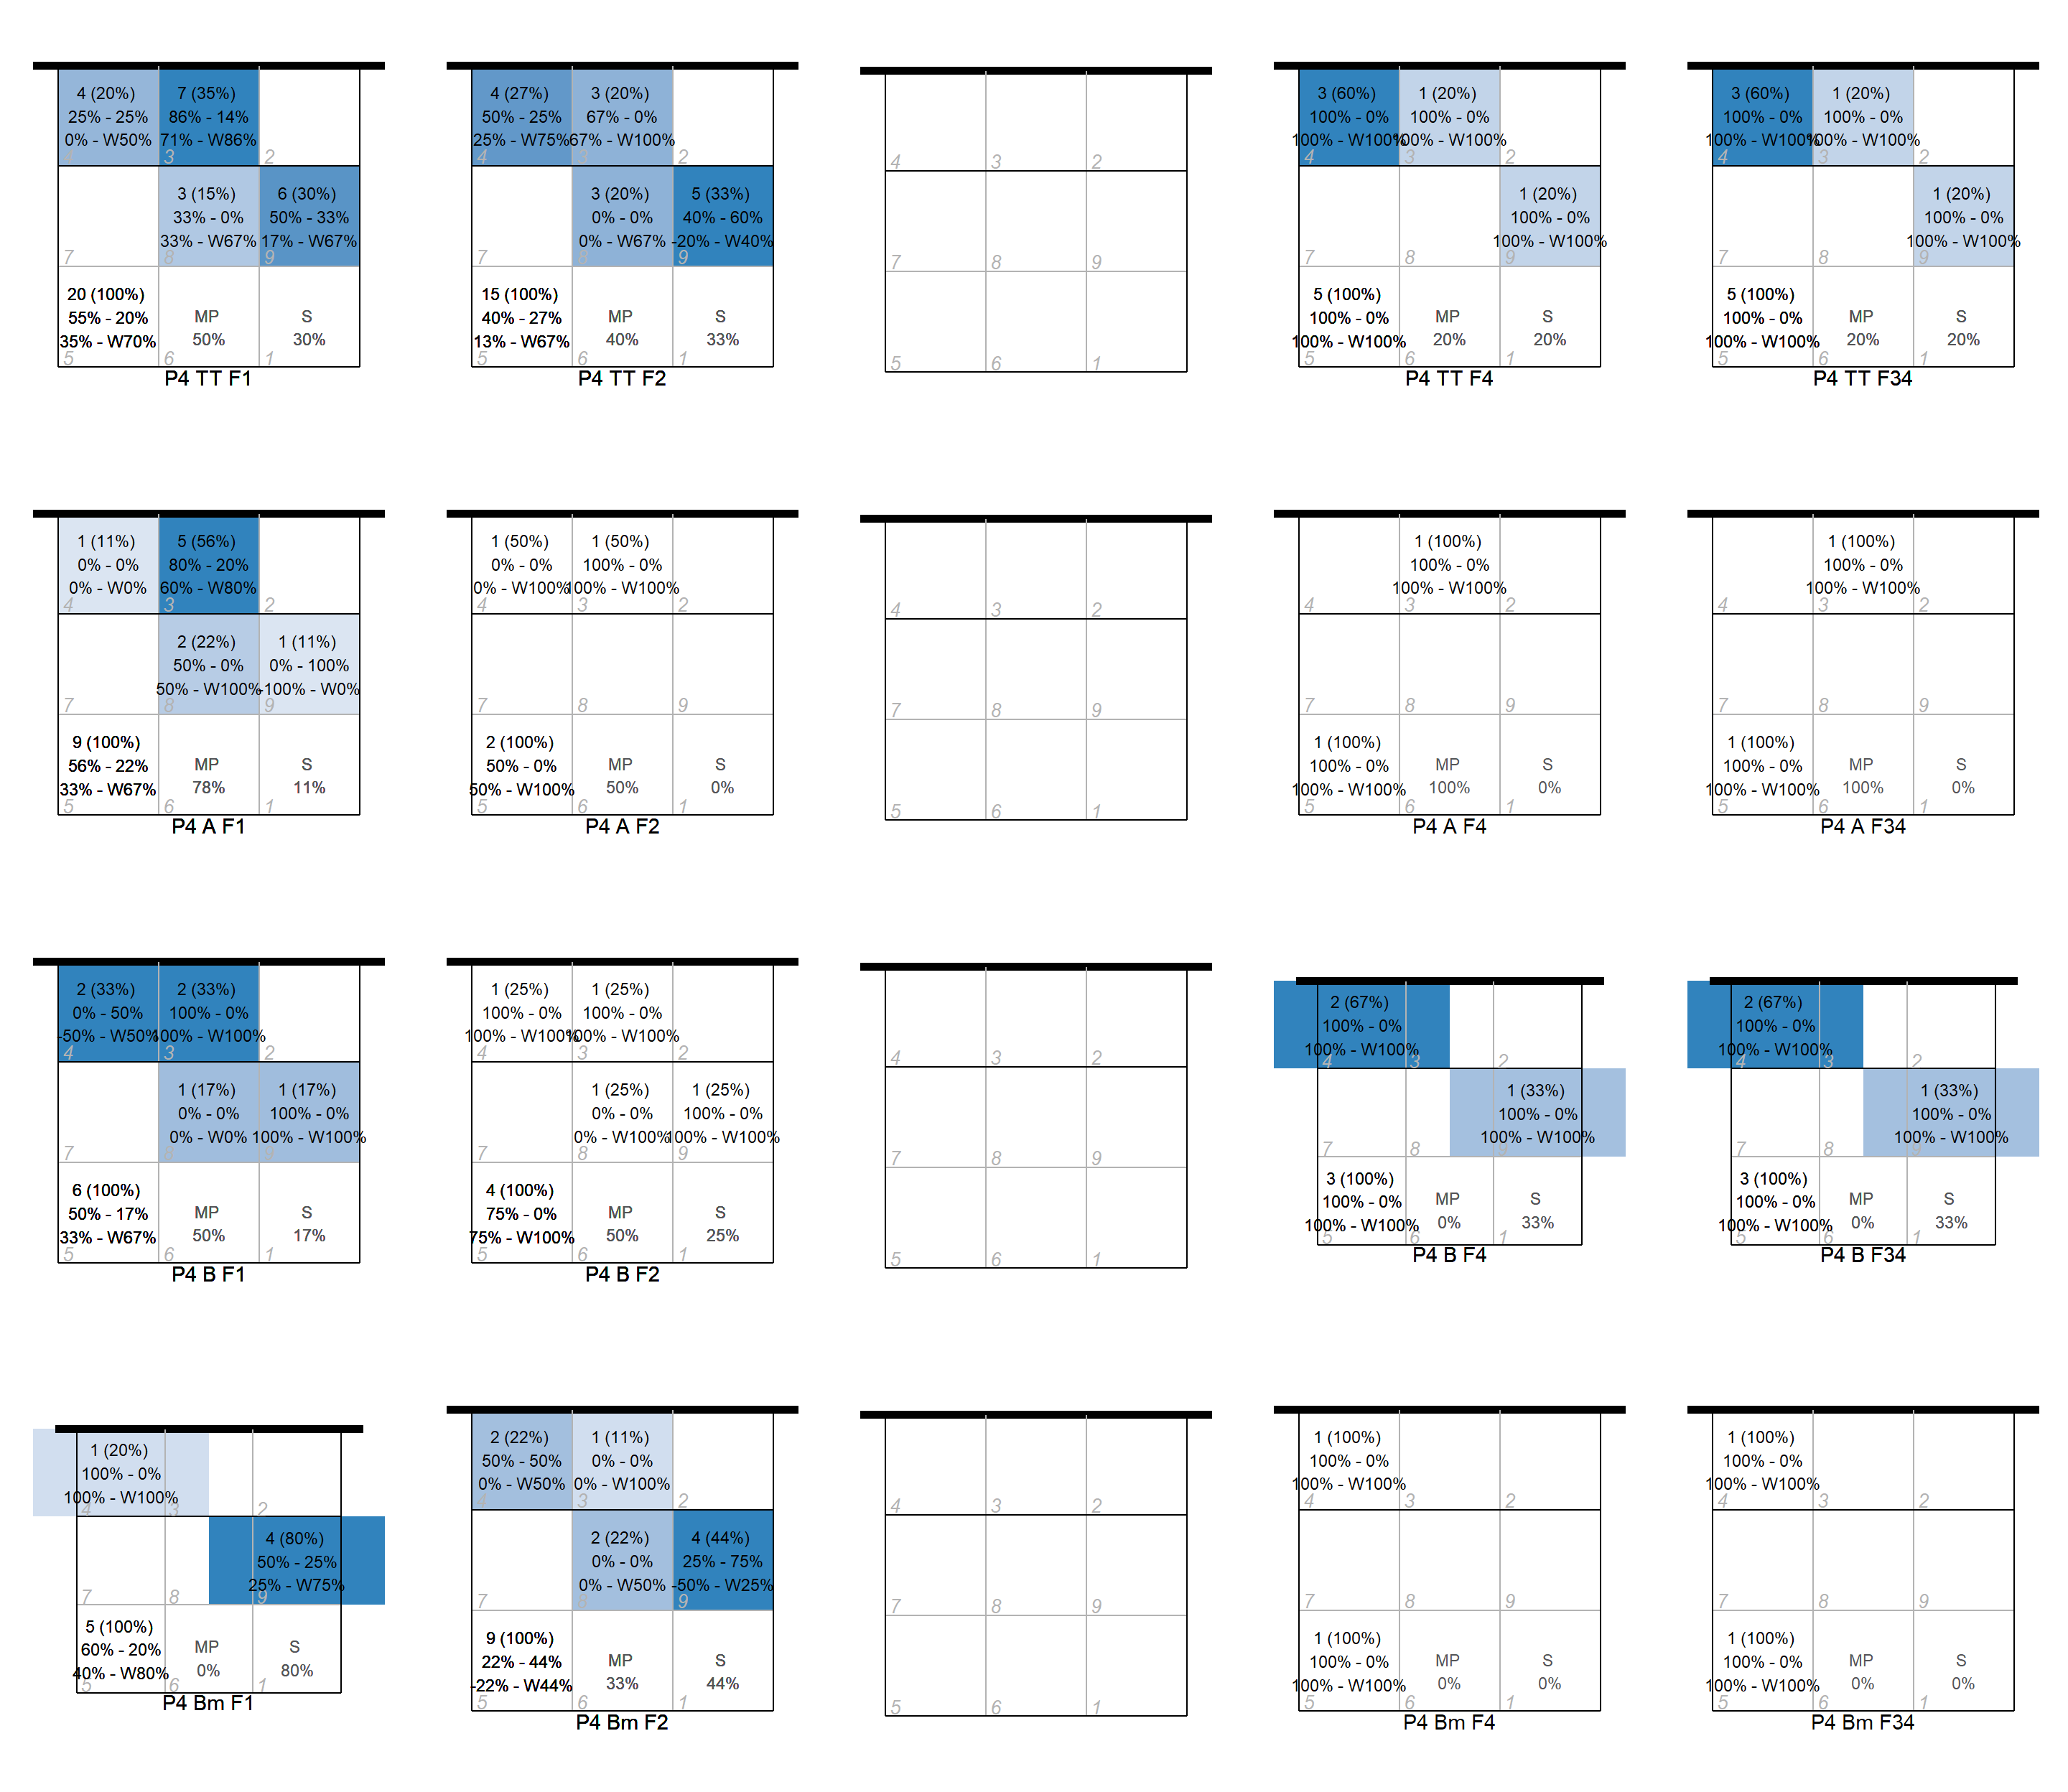 4 (20%) 7 (35%)
25% - 25% 86% - 14%
0% - W50% 71% - W86%
4 3 2
3 (15%) 6 (30%)
33% - 0% 50% - 33%
33% - W67% 17% - W67%
7 8 9
20 (100%)
55% - 20% MP S
35% - W70% 50% 30%
5 6 1
P4 TT F1
4 (27%) 3 (20%)
50% - 25% 67% - 0%
25% - W75% 67% - W100%
4 3 2
3 (20%) 5 (33%)
0% - 0% 40% - 60%
0% - W67% -20% - W40%
7 8 9
15 (100%)
40% - 27% MP S
13% - W67% 40% 33%
5 6 1
P4 TT F2
4 3 2
7 8 9
5 6 1
3 (60%) 1 (20%)
100% - 0% 100% - 0%
100% - W100% 100% - W100%
4 3 2
1 (20%)
100% - 0%
100% - W100%
7 8 9
5 (100%)
100% - 0% MP S
100% - W100% 20% 20%
5 6 1
P4 TT F4
3 (60%) 1 (20%)
100% - 0% 100% - 0%
100% - W100% 100% - W100%
4 3 2
1 (20%)
100% - 0%
100% - W100%
7 8 9
5 (100%)
100% - 0% MP S
100% - W100% 20% 20%
5 6 1
P4 TT F34
1 (11%) 5 (56%)
0% - 0% 80% - 20%
0% - W0% 60% - W80%
4 3 2
2 (22%) 1 (11%)
50% - 0% 0% - 100%
50% - W100% -100% - W0%
7 8 9
9 (100%)
56% - 22% MP S
33% - W67% 78% 11%
5 6 1
P4 A F1
1 (50%) 1 (50%)
0% - 0% 100% - 0%
0% - W100% 100% - W100%
4 3 2
7 8 9
2 (100%)
50% - 0% MP S
50% - W100% 50% 0%
5 6 1
P4 A F2
4 3 2
7 8 9
5 6 1
1 (100%)
100% - 0%
100% - W100%
4 3 2
7 8 9
1 (100%)
100% - 0% MP S
100% - W100% 100% 0%
5 6 1
P4 A F4
1 (100%)
100% - 0%
100% - W100%
4 3 2
7 8 9
1 (100%)
100% - 0% MP S
100% - W100% 100% 0%
5 6 1
P4 A F34
2 (33%) 2 (33%)
0% - 50% 100% - 0%
-50% - W50% 100% - W100%
4 3 2
1 (17%) 1 (17%)
0% - 0% 100% - 0%
0% - W0% 100% - W100%
7 8 9
6 (100%)
50% - 17% MP S
33% - W67% 50% 17%
5 6 1
P4 B F1
1 (25%) 1 (25%)
100% - 0% 100% - 0%
100% - W100% 100% - W100%
4 3 2
1 (25%) 1 (25%)
0% - 0% 100% - 0%
0% - W100% 100% - W100%
7 8 9
4 (100%)
75% - 0% MP S
75% - W100% 50% 25%
5 6 1
P4 B F2
4 3 2
7 8 9
5 6 1
2 (67%)
100% - 0%
100% - W100%
4 3 2
1 (33%)
100% - 0%
100% - W100%
7 8 9
3 (100%)
100% - 0% MP S
100% - W100% 0% 33%
5 6 1
P4 B F4
2 (67%)
100% - 0%
100% - W100%
4 3 2
1 (33%)
100% - 0%
100% - W100%
7 8 9
3 (100%)
100% - 0% MP S
100% - W100% 0% 33%
5 6 1
P4 B F34
1 (20%)
100% - 0%
100% - W100%
4 3 2
4 (80%)
50% - 25%
25% - W75%
7 8 9
5 (100%)
60% - 20% MP S
40% - W80% 0% 80%
5 6 1
P4 Bm F1
2 (22%) 1 (11%)
50% - 50% 0% - 0%
0% - W50% 0% - W100%
4 3 2
2 (22%) 4 (44%)
0% - 0% 25% - 75%
0% - W50% -50% - W25%
7 8 9
9 (100%)
22% - 44% MP S
-22% - W44% 33% 44%
5 6 1
P4 Bm F2
4 3 2
7 8 9
5 6 1
1 (100%)
100% - 0%
100% - W100%
4 3 2
7 8 9
1 (100%)
100% - 0% MP S
100% - W100% 0% 0%
5 6 1
P4 Bm F4
1 (100%)
100% - 0%
100% - W100%
4 3 2
7 8 9
1 (100%)
100% - 0% MP S
100% - W100% 0% 0%
5 6 1
P4 Bm F34